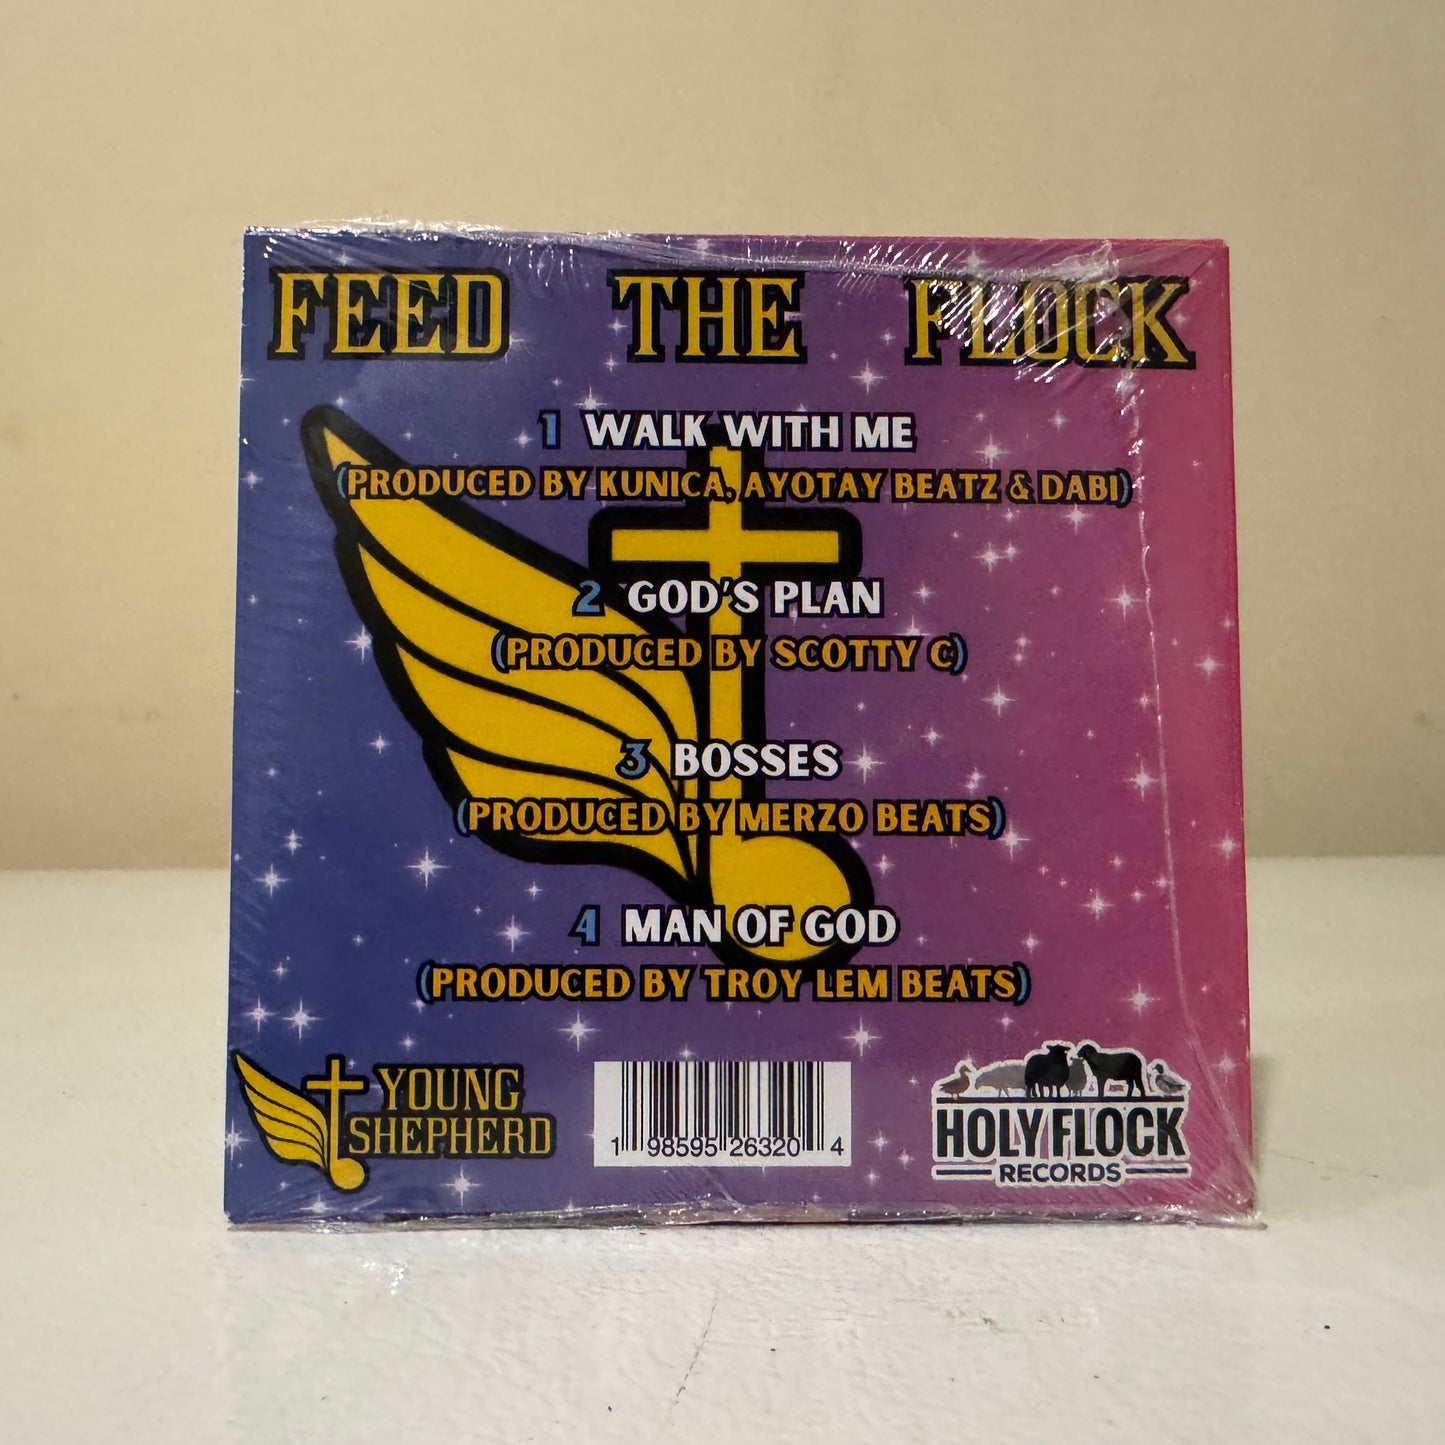 FEED THE FLOCK
1 WALK WITH ME
(PRODUCED BY KUNICA, AYOTAY BEATZ & DABI)
2 GOD'S PLAN
(PRODUCED BY SCOTTY C)
3 BOSSES
(PRODUCED BY MERZO BEATS)
4 MAN OF GOD
(PRODUCED BY TROY LEM BEATS)
YOUNG
SHEPHERD
1 98595 26320 4
HOLY FLOCK
RECORDS